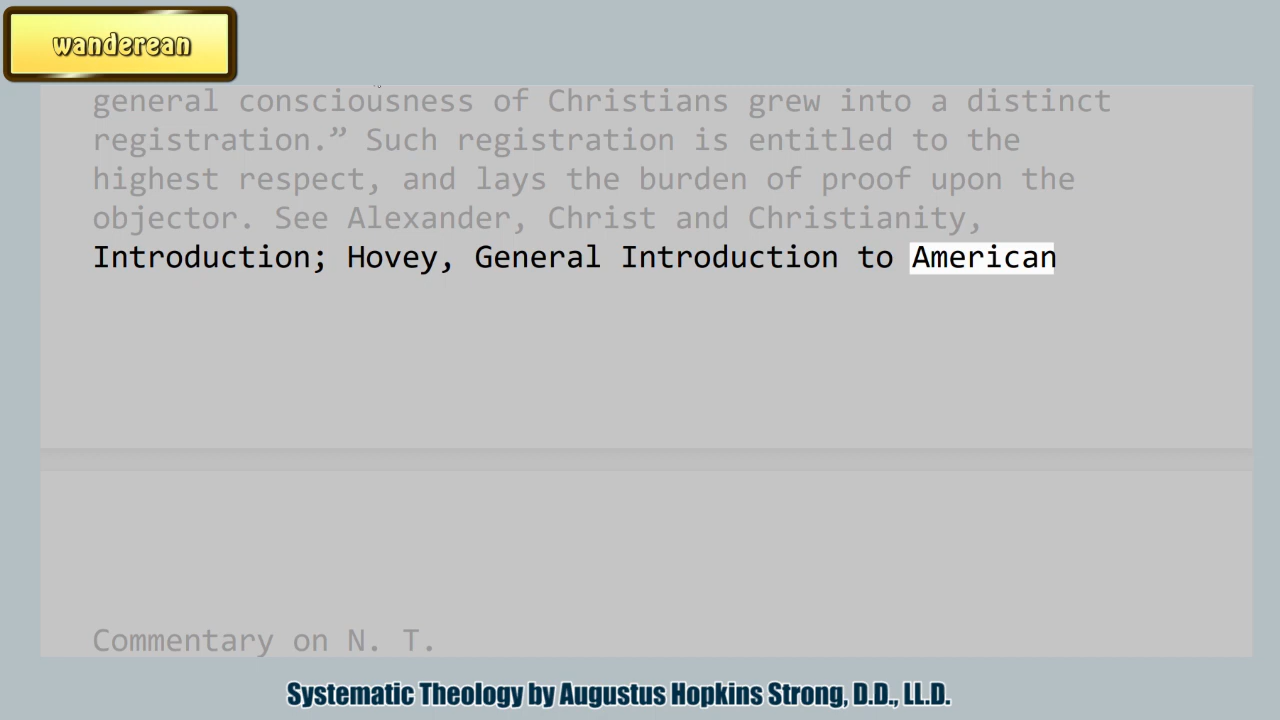 wanderean
general consciousness of Christians grew into a distinct
registration.” Such registration is entitled to the
highest respect, and lays the burden of proof upon the
objector. See Alexander, Christ and Christianity,
Introduction; Hovey, General Introduction to American
Commentary on N. T.
Systematic Theology by Augustus Hopkins Strong, D.D., LL.D.